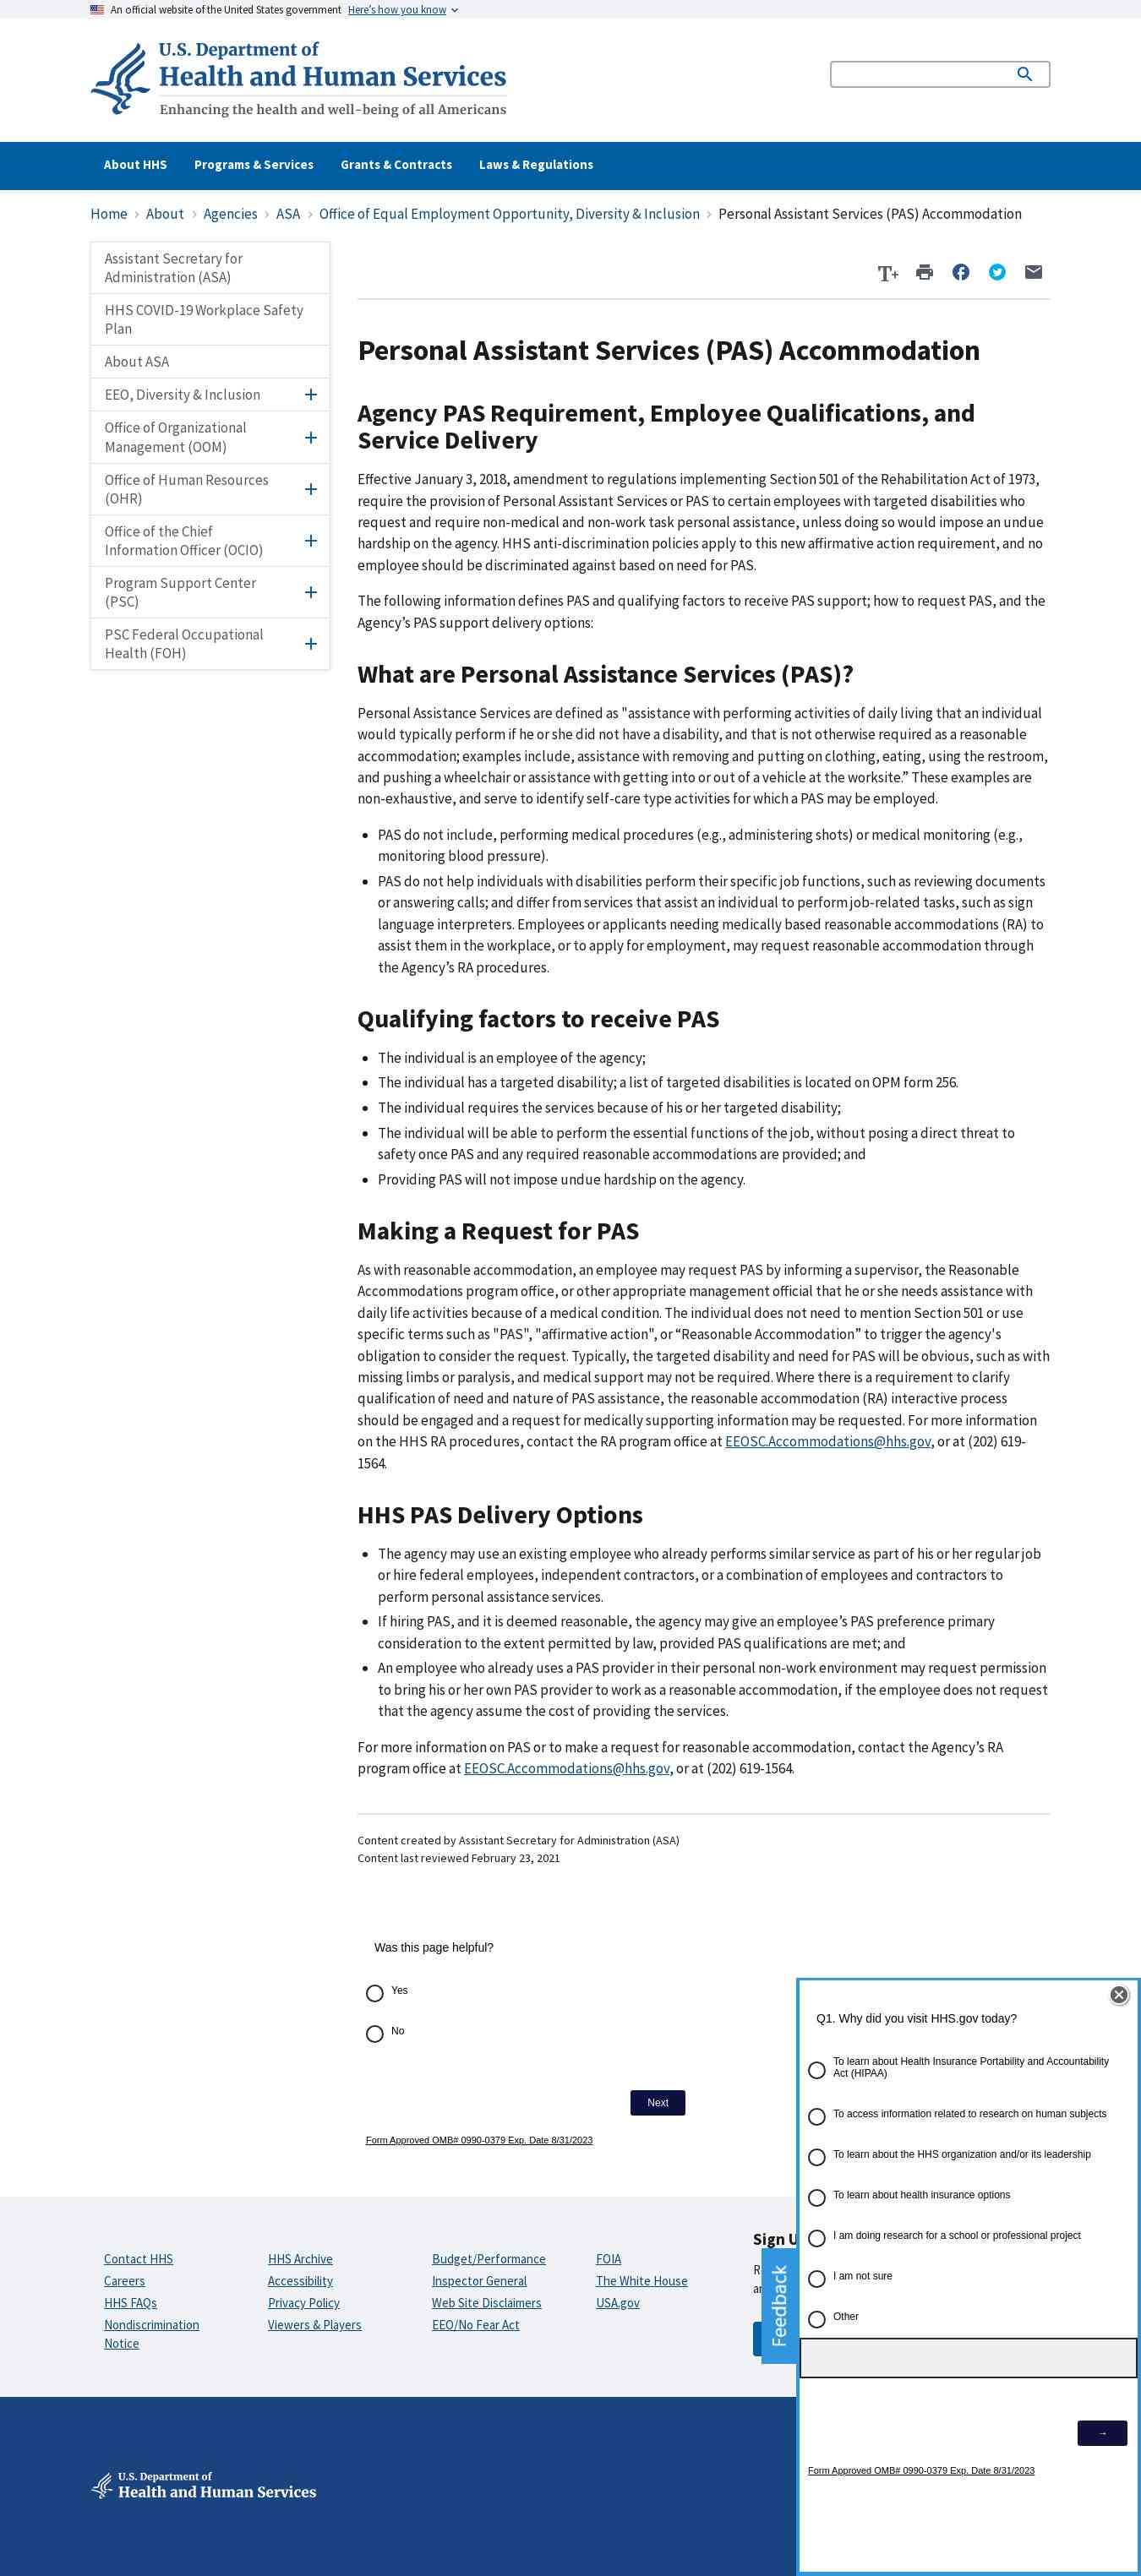 An official website of the United States government Here's how you know
U.S. Department of
Health and Human Services
Enhancing the health and well-being of all Americans
About HHS Programs & Services Grants & Contracts Laws & Regulations
Home About Agencies ASA Office of Equal Employment Opportunity, Diversity & Inclusion Personal Assistant Services (PAS) Accommodation
Assistant Secretary for
Administration (ASA)
HHS COVID-19 Workplace Safety
Plan
About ASA
EEO, Diversity & Inclusion
Office of Organizational
Management (OOM)
Office of Human Resources
(OHR)
Office of the Chief
Information Officer (OCIO)
Program Support Center
(PSC)
PSC Federal Occupational
Health (FOH)
T+
Personal Assistant Services (PAS) Accommodation
Agency PAS Requirement, Employee Qualifications, and
Service Delivery
Effective January 3, 2018, amendment to regulations implementing Section 501 of the Rehabilitation Act of 1973,
require the provision of Personal Assistant Services or PAS to certain employees with targeted disabilities who
request and require non-medical and non-work task personal assistance, unless doing so would impose an undue
hardship on the agency. HHS anti-discrimination policies apply to this new affirmative action requirement, and no
employee should be discriminated against based on need for PAS.
The following information defines PAS and qualifying factors to receive PAS support; how to request PAS, and the
Agency's PAS support delivery options:
What are Personal Assistance Services (PAS)?
Personal Assistance Services are defined as "assistance with performing activities of daily living that an individual
would typically perform if he or she did not have a disability, and that is not otherwise required as a reasonable
accommodation; examples include, assistance with removing and putting on clothing, eating, using the restroom,
and pushing a wheelchair or assistance with getting into or out of a vehicle at the worksite.” These examples are
non-exhaustive, and serve to identify self-care type activities for which a PAS may be employed.
• PAS do not include, performing medical procedures (e.g., administering shots) or medical monitoring (e.g.,
monitoring blood pressure).
• PAS do not help individuals with disabilities perform their specific job functions, such as reviewing documents
or answering calls; and differ from services that assist an individual to perform job-related tasks, such as sign
language interpreters. Employees or applicants needing medically based reasonable accommodations (RA) to
assist them in the workplace, or to apply for employment, may request reasonable accommodation through
the Agency's RA procedures.
Qualifying factors to receive PAS
• The individual is an employee of the agency;
• The individual has a targeted disability; a list of targeted disabilities is located on OPM form 256.
• The individual requires the services because of his or her targeted disability;
• The individual will be able to perform the essential functions of the job, without posing a direct threat to
safety once PAS and any required reasonable accommodations are provided; and
• Providing PAS will not impose undue hardship on the agency.
Making a Request for PAS
As with reasonable accommodation, an employee may request PAS by informing a supervisor, the Reasonable
Accommodations program office, or other appropriate management official that he or she needs assistance with
daily life activities because of a medical condition. The individual does not need to mention Section 501 or use
specific terms such as "PAS", "affirmative action", or “Reasonable Accommodation” to trigger the agency's
obligation to consider the request. Typically, the targeted disability and need for PAS will be obvious, such as with
missing limbs or paralysis, and medical support may not be required. Where there is a requirement to clarify
qualification of need and nature of PAS assistance, the reasonable accommodation (RA) interactive process
should be engaged and a request for medically supporting information may be requested. For more information
on the HHS RA procedures, contact the RA program office at EEOSC.Accommodations@hhs.gov, or at (202) 619-
1564.
HHS PAS Delivery Options
• The agency may use an existing employee who already performs similar service as part of his or her regular job
or hire federal employees, independent contractors, or a combination of employees and contractors to
perform personal assistance services.
• If hiring PAS, and it is deemed reasonable, the agency may give an employee's PAS preference primary
consideration to the extent permitted by law, provided PAS qualifications are met; and
• An employee who already uses a PAS provider in their personal non-work environment may request permission
to bring his or her own PAS provider to work as a reasonable accommodation, if the employee does not request
that the agency assume the cost of providing the services.
For more information on PAS or to make a request for reasonable accommodation, contact the Agency's RA
program office at EEOSC.Accommodations@hhs.gov, or at (202) 619-1564.
Content created by Assistant Secretary for Administration (ASA)
Content last reviewed February 23, 2021
Was this page helpful?
Yes
No
Next
Form Approved OMB# 0990-0379 Exp. Date 8/31/2023
Q1. Why did you visit HHS.gov today?
To learn about Health Insurance Portability and Accountability
Act (HIPAA)
To access information related to research on human subjects
To learn about the HHS organization and/or its leadership
To learn about health insurance options
I am doing research for a school or professional project
I am not sure
Other
→
Form Approved OMB# 0990-0379 Exp. Date 8/31/2023
Feedback
Sign
Contact HHS
Careers
HHS FAQs
Nondiscrimination
Notice
HHS Archive
Accessibility
Privacy Policy
Viewers & Players
Budget/Performance
Inspector General
Web Site Disclaimers
EEO/No Fear Act
FOIA
The White House
USA.gov
U.S. Department of
Health and Human Services